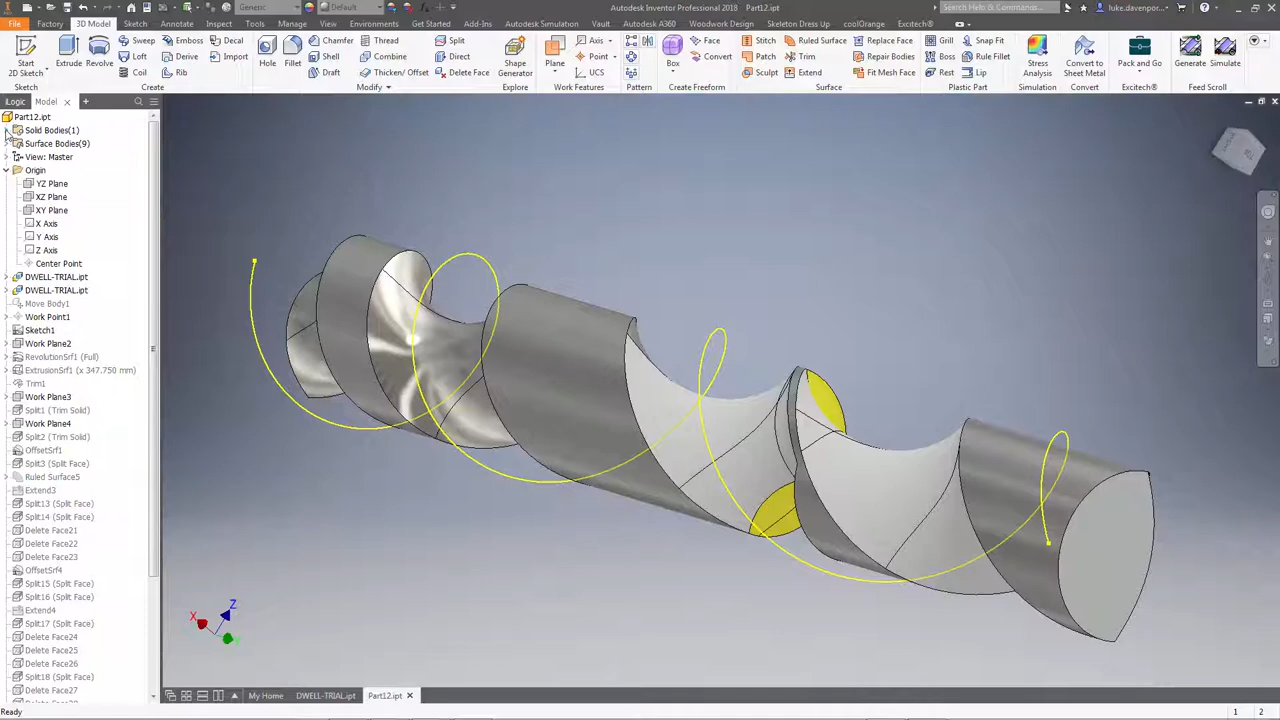 Generic
Default
Autodesk Inventor Professional 2017 Part12.ipt
Search Help & Commands...
luke.davenpor...
File
3D Model
Sketch
Annotate
Inspect
Tools
Manage
View
Environments
Get Started
Add-Ins
Autodesk Simulation
Vault
Autodesk A360
Woodwork Design
Skeleton Dress Up
coolOrange
Excitech®
Start
2D Sketch
Extrude
Revolve
Sweep
Loft
Coil
Emboss
Derive
Rib
Decal
Import
Hole
Fillet
Chamfer
Shell
Draft
Thread
Combine
Thicken/ Offset
Split
Direct
Delete Face
Shape
Generator
Plane
Axis
Point
UCS
Box
Face
Convert
Stitch
Patch
Sculpt
Ruled Surface
Trim
Extend
Replace Face
Repair Bodies
Fit Mesh Face
Grill
Boss
Rest
Snap Fit
Rule Fillet
Lip
Stress
Analysis
Convert to
Sheet Metal
Pack and Go
Generate
Simulate
Sketch
Create
Modify
Explore
Work Features
Pattern
Create Freeform
Surface
Plastic Part
Simulation
Convert
Excitech®
Feed Scroll
iLogic
Model
Part12.ipt
Solid Bodies(1)
Surface Bodies(9)
View: Master
Origin
YZ Plane
XZ Plane
XY Plane
X Axis
Y Axis
Z Axis
Center Point
DWELL-TRIAL.ipt
DWELL-TRIAL.ipt
Move Body1
Work Point1
Sketch1
Work Plane2
RevolutionSrf1 (Full)
ExtrusionSrf1 (x 347.750 mm)
Trim1
Work Plane3
Split1 (Trim Solid)
Work Plane4
Split2 (Trim Solid)
OffsetSrf1
Split3 (Split Face)
Ruled Surface5
Extend3
Split13 (Split Face)
Split14 (Split Face)
Delete Face21
Delete Face22
Delete Face23
OffsetSrf4
Split15 (Split Face)
Split16 (Split Face)
Extend4
Split17 (Split Face)
Delete Face24
Delete Face25
Delete Face26
Split18 (Split Face)
Delete Face27
X
Z
My Home
DWELL-TRIAL.ipt
Part12.ipt
Ready
1
2